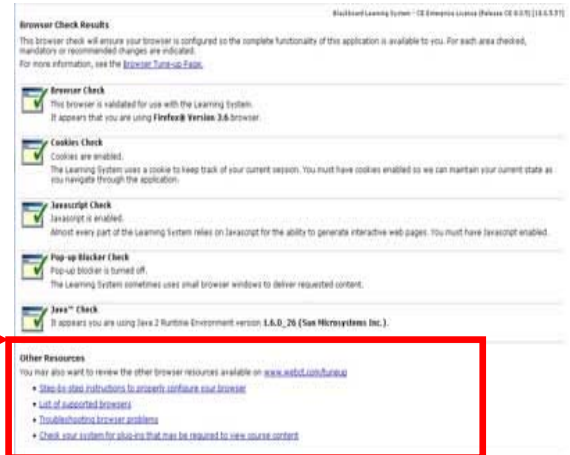 Blackboard Learning System - CE Enterprise License (Release CE 8.0.5)
Browser Check Results
This browser check will ensure your browser is configured so the complete functionality of this application is available to you. For each area checked,
mandatory or recommended changes are indicated.
For more information, see the Browser Tune-up Page.
Browser Check
This browser is validated for use with the Learning System.
It appears that you are using Firefox® Version 3.6 browser.
Cookies Check
Cookies are enabled.
The Learning System uses a cookie to keep track of your current session. You must have cookies enabled so we can maintain your current state as
you navigate through the application.
Javascript Check
Javascript is enabled.
Almost every part of the Learning System relies on Javascript for the ability to generate interactive web pages. You must have Javascript enabled.
Pop-up Blocker Check
Pop-up blocker is turned off.
The Learning System sometimes uses small browser windows to deliver requested content.
Java™ Check
It appears you are using Java 2 Runtime Environment version 1.6.0_26 (Sun Microsystems Inc.).
Other Resources
You may also want to review the other browser resources available on www.webct.com/tuneup
• Step-by-step instructions to properly configure your browser
• List of supported browsers
• Troubleshooting browser problems
• Check your system for plug-ins that may be required to view course content